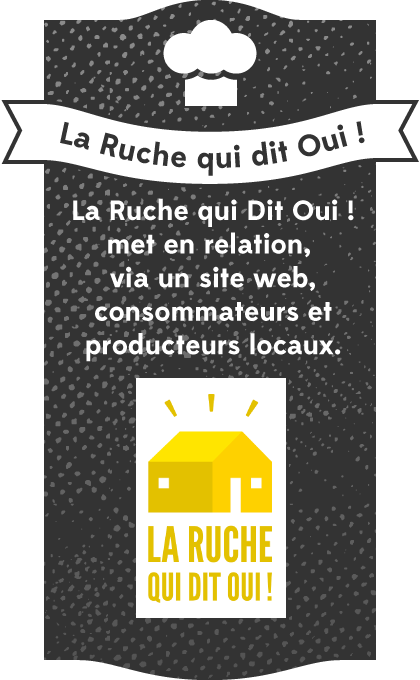 La Ruche qui dit Oui !
La Ruche qui Dit Oui !
met en relation,
via un site web,
consommateurs et
producteurs locaux.
LA RUCHE
QUI DIT OUI !